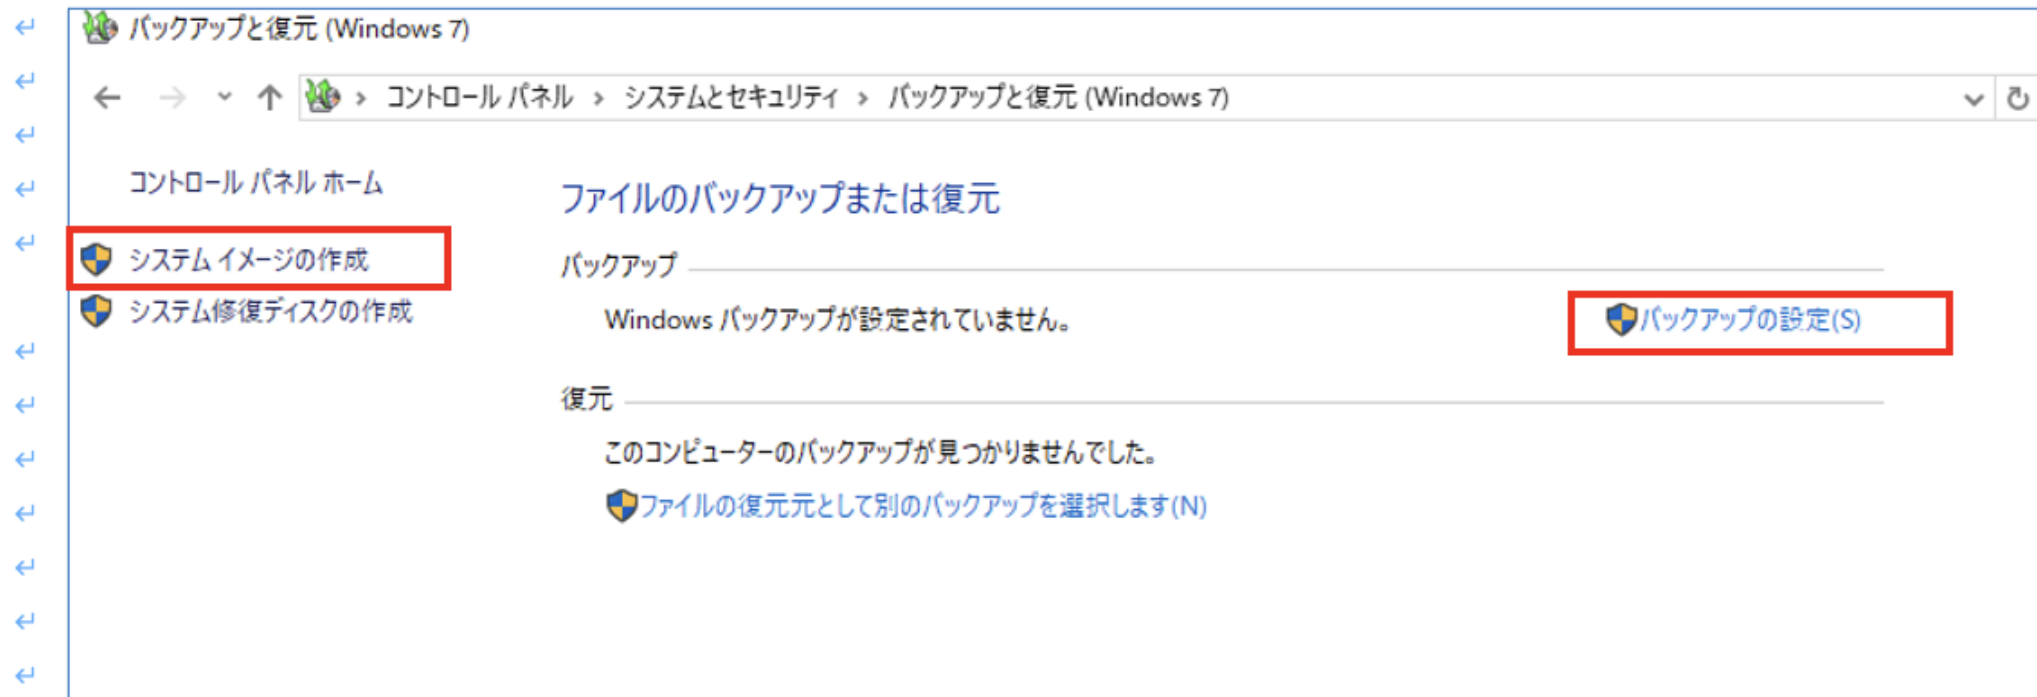 バックアップと復元 (Windows 7)
コントロール パネル › システムとセキュリティ › バックアップと復元 (Windows 7)
コントロール パネル ホーム
システム イメージの作成
システム修復ディスクの作成
ファイルのバックアップまたは復元
バックアップ
Windows バックアップが設定されていません。
バックアップの設定(S)
復元
このコンピューターのバックアップが見つかりませんでした。
ファイルの復元元として別のバックアップを選択します(N)